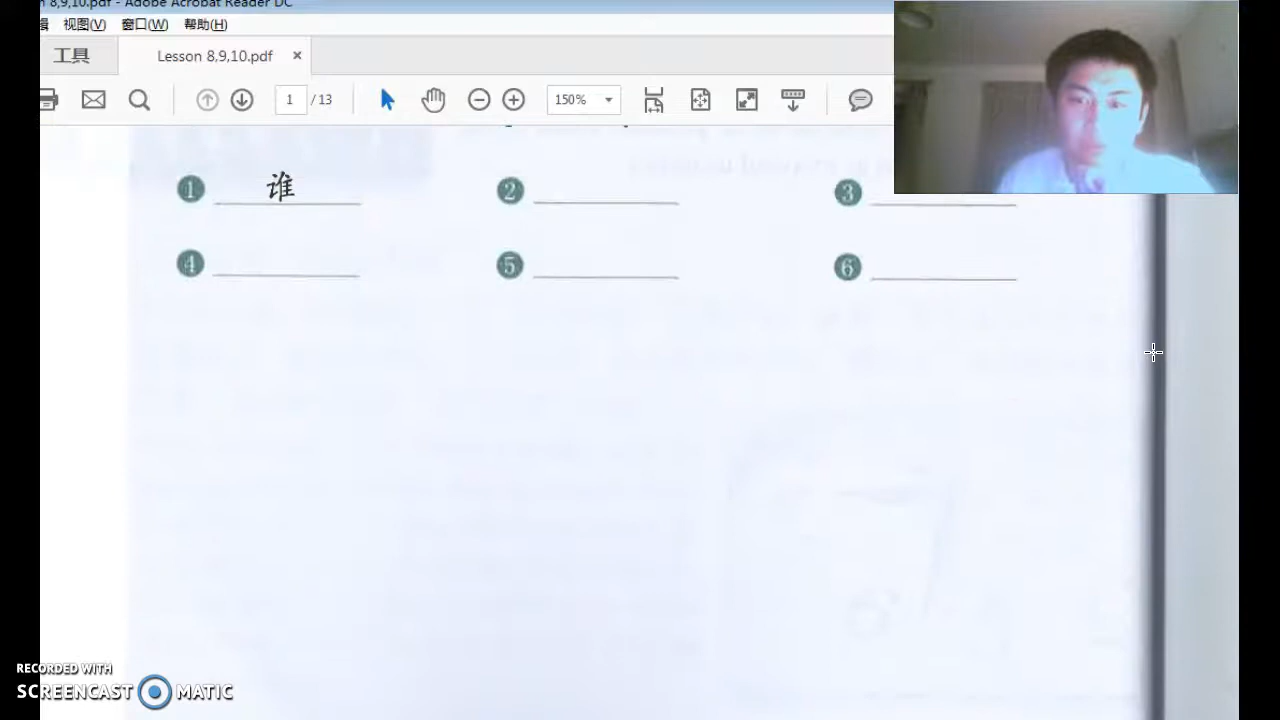 8,9,10.pdf - Adobe Acrobat Reader DC
视图(V) 窗口(W) 帮助(H)
工具 Lesson 8,9,10.pdf ×
1 / 13 150%
1 谁 2 3
4 5 6
RECORDED WITH
SCREENCAST MATIC